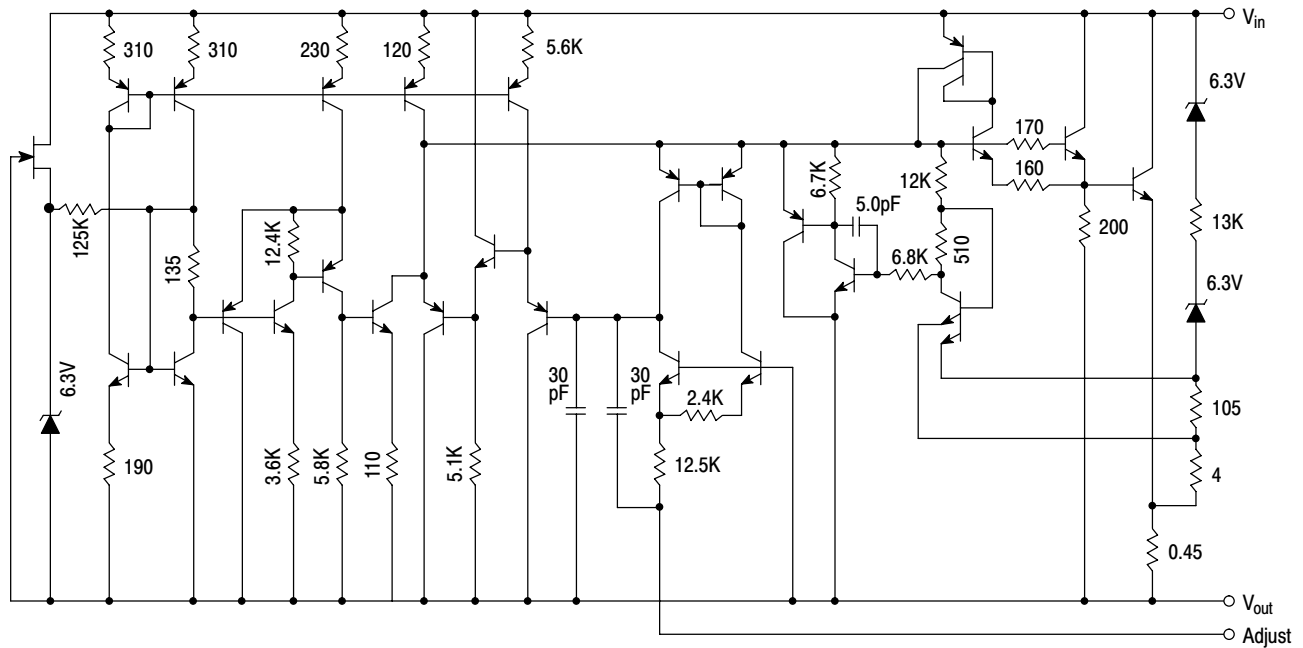 V_in
310
310
230
120
5.6K
6.3V
170
160
6.7K
12K
5.0pF
200
13K
125K
135
12.4K
6.8K
510
6.3V
6.3V
30
pF
30
pF
2.4K
105
190
3.6K
5.8K
110
5.1K
12.5K
4
0.45
V_out
Adjust